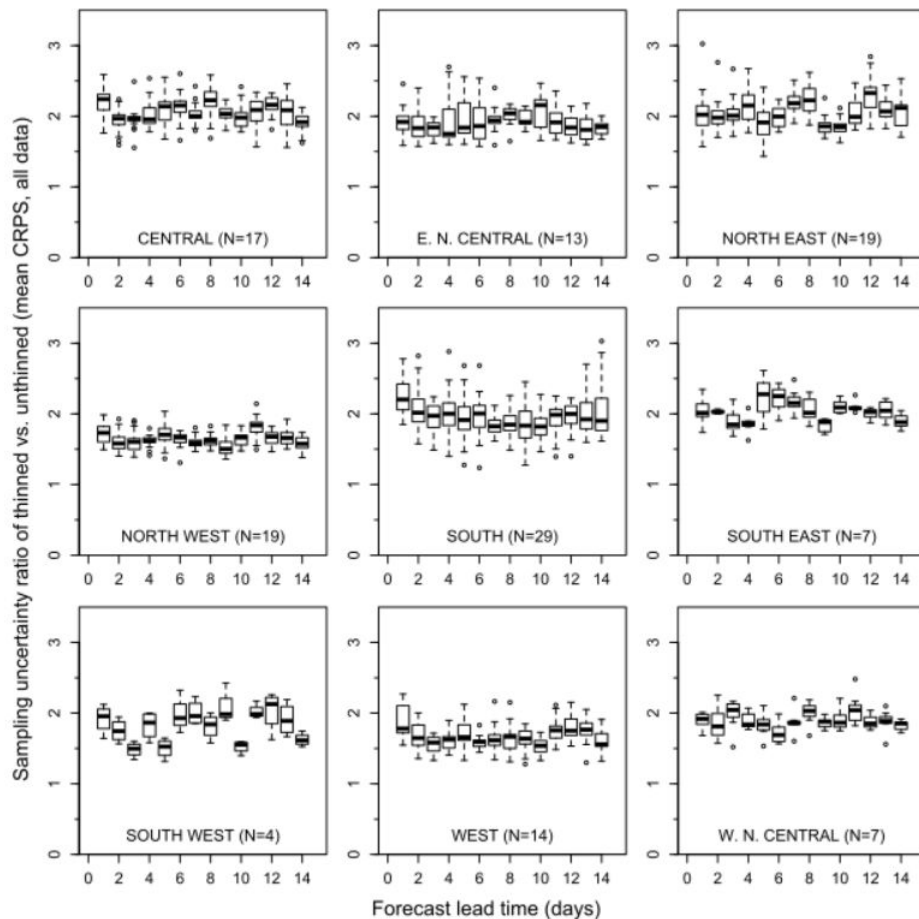 Sampling uncertainty ratio of thinned vs. unthinned (mean CRPS, all data)
0 1 2 3
CENTRAL (N=17)
0 2 4 6 8 10 12 14
0 1 2 3
E. N. CENTRAL (N=13)
0 2 4 6 8 10 12 14
0 1 2 3
NORTH EAST (N=19)
0 2 4 6 8 10 12 14
0 1 2 3
NORTH WEST (N=19)
0 2 4 6 8 10 12 14
0 1 2 3
SOUTH (N=29)
0 2 4 6 8 10 12 14
0 1 2 3
SOUTH EAST (N=7)
0 2 4 6 8 10 12 14
0 1 2 3
SOUTH WEST (N=4)
0 2 4 6 8 10 12 14
0 1 2 3
WEST (N=14)
0 2 4 6 8 10 12 14
0 1 2 3
W. N. CENTRAL (N=7)
0 2 4 6 8 10 12 14
Forecast lead time (days)